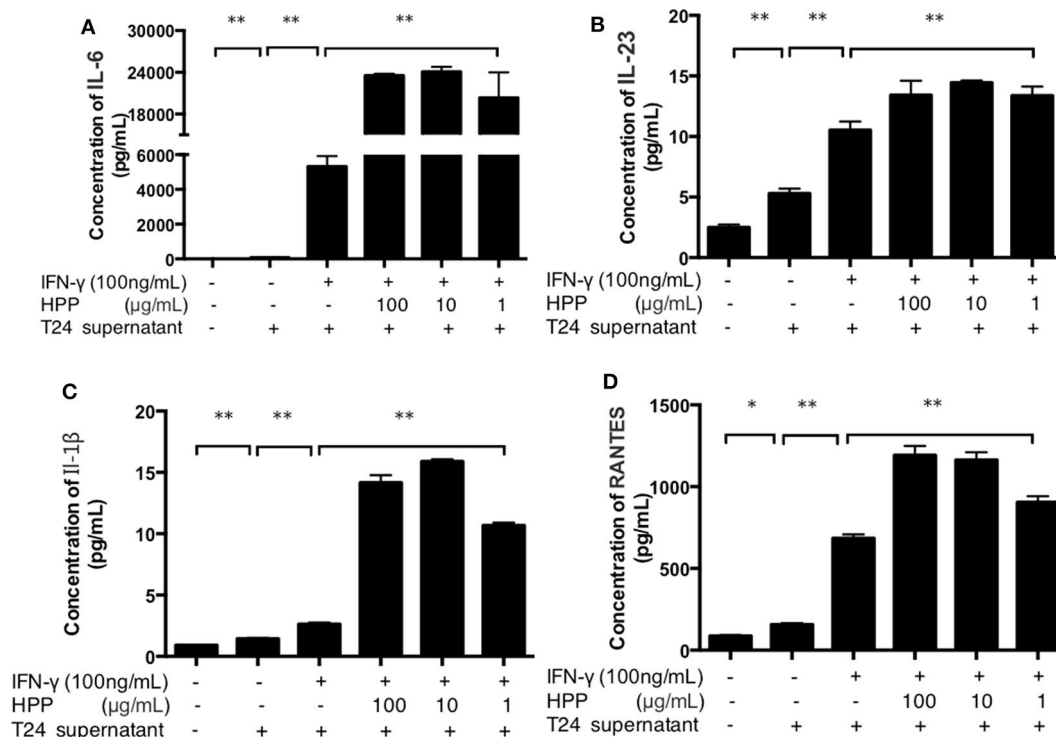 A
** ** **
Concentration of IL-6
(pg/mL)
30000
24000
18000
6000
4000
2000
0
IFN-γ (100ng/mL) - - + + + +
HPP (µg/mL) - - - 100 10 1
T24 supernatant - + + + + +
B
** ** **
Concentration of IL-23
(pg/mL)
20
15
10
5
0
IFN-γ (100ng/mL) - - + + + +
HPP (µg/mL) - - - 100 10 1
T24 supernatant - + + + + +
C
** ** **
Concentration of Il-1β
(pg/mL)
20
15
10
5
0
IFN-γ (100ng/mL) - - + + + +
HPP (µg/mL) - - - 100 10 1
T24 supernatant - + + + + +
D
* ** **
Concentration of RANTES
(pg/mL)
1500
1000
500
0
IFN-γ (100ng/mL) - - + + + +
HPP (µg/mL) - - - 100 10 1
T24 supernatant - + + + + +